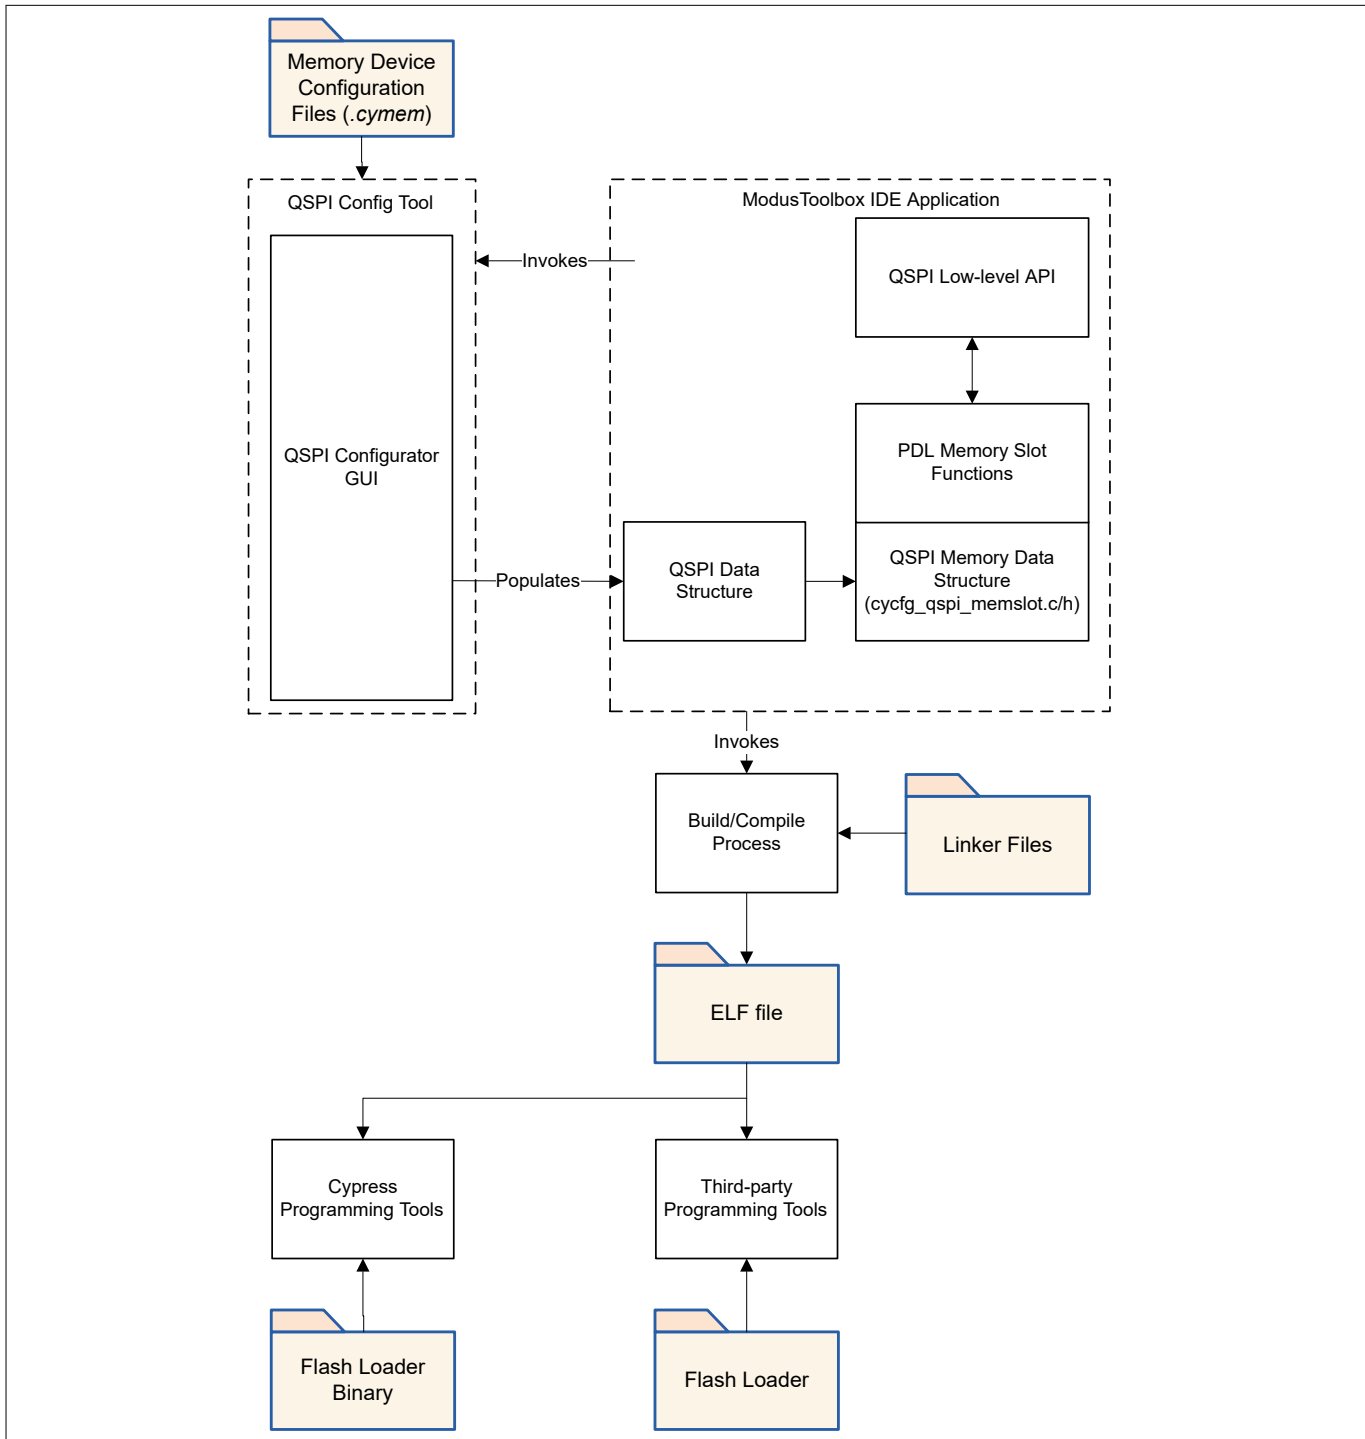 Memory Device
Configuration
Files (.cymem)
QSPI Config Tool
ModusToolbox IDE Application
QSPI Low-level API
Invokes
QSPI Configurator
GUI
PDL Memory Slot
Functions
Populates
QSPI Data
Structure
QSPI Memory Data
Structure
(cycfg_qspi_memslot.c/h)
Invokes
Build/Compile
Process
Linker Files
ELF file
Cypress
Programming Tools
Third-party
Programming Tools
Flash Loader
Binary
Flash Loader